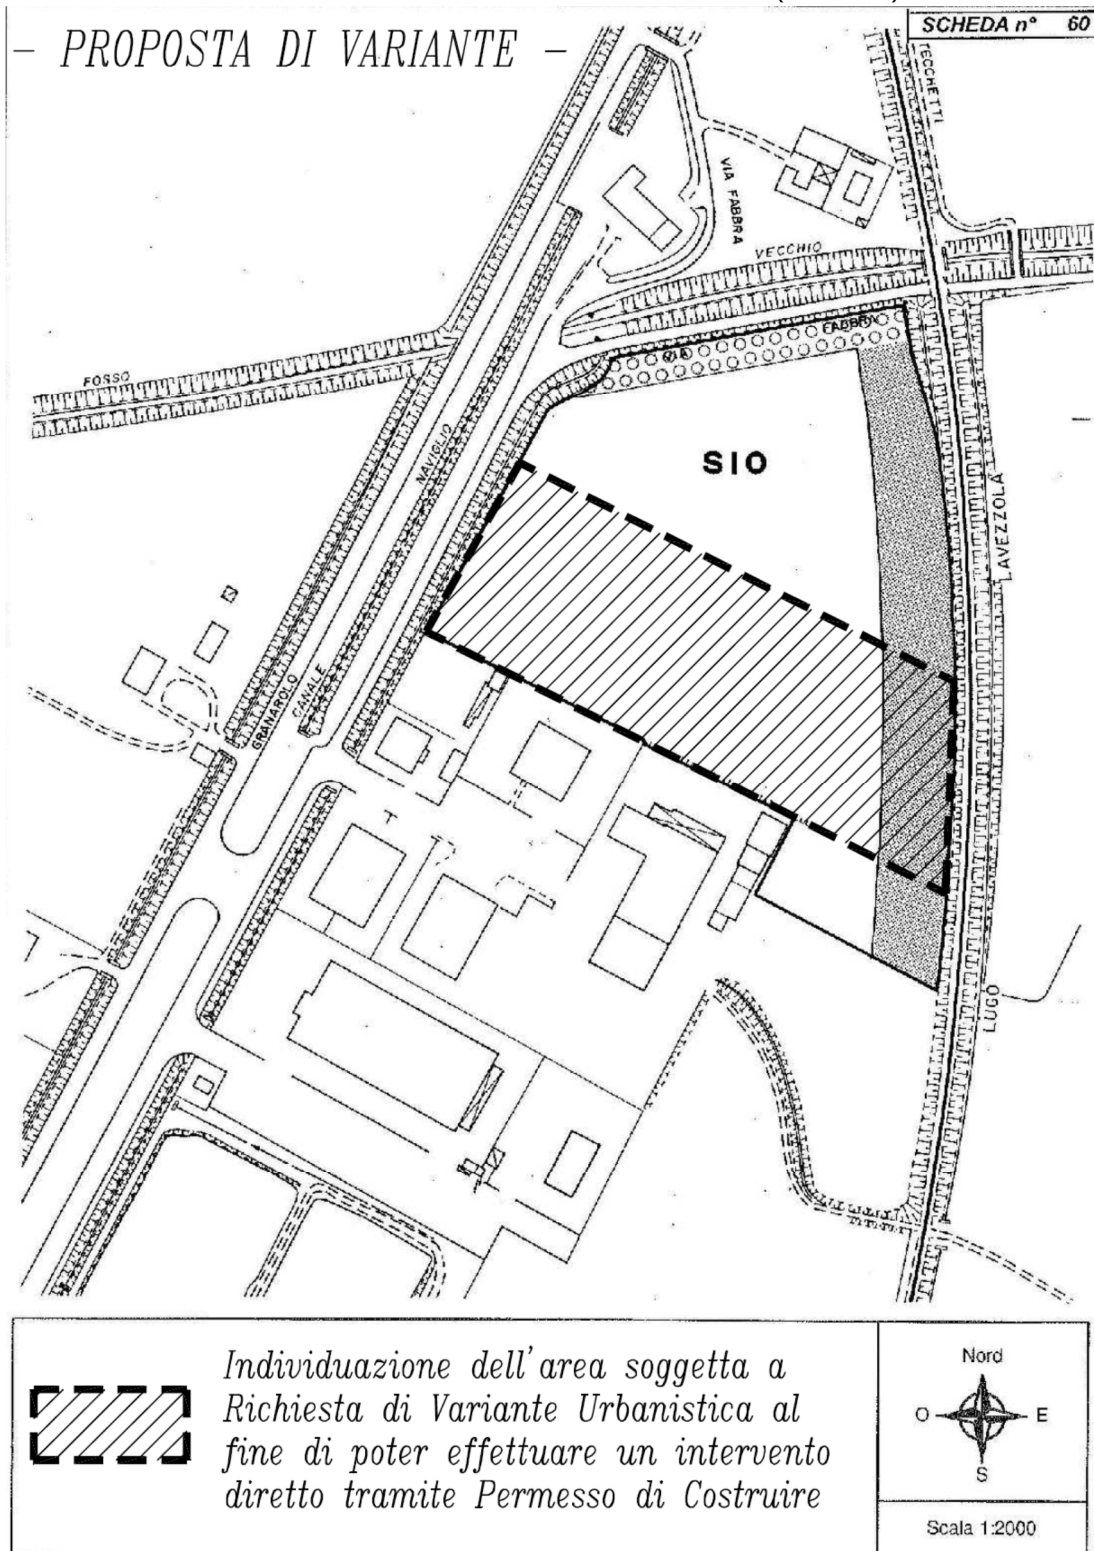 SCHEDA n° 60
- PROPOSTA DI VARIANTE -
TECCHETTI
VIA FABBRA
VECCHIO
FABBRA
VIA
FOSSO
NAVIGLIO
SIO
LAVEZZOLA
GRANAROLO
CANALE
LUGO
Individuazione dell'area soggetta a
Richiesta di Variante Urbanistica al
fine di poter effettuare un intervento
diretto tramite Permesso di Costruire
Nord
O E
S
Scala 1:2000